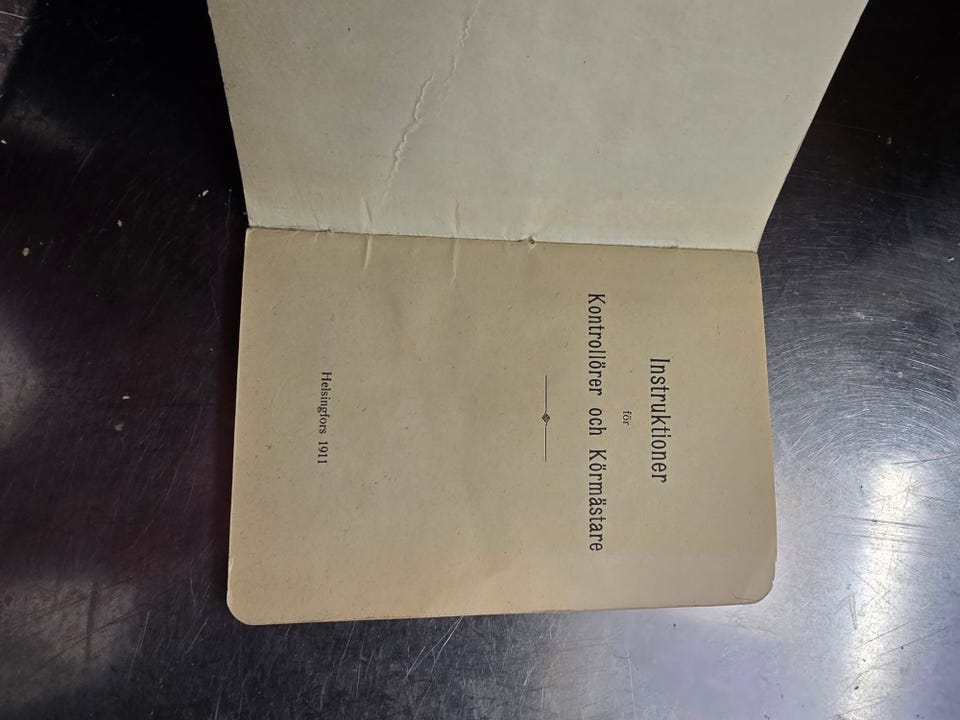 Instruktioner
för
Kontrollörer och Körmästare
Helsingfors 1911